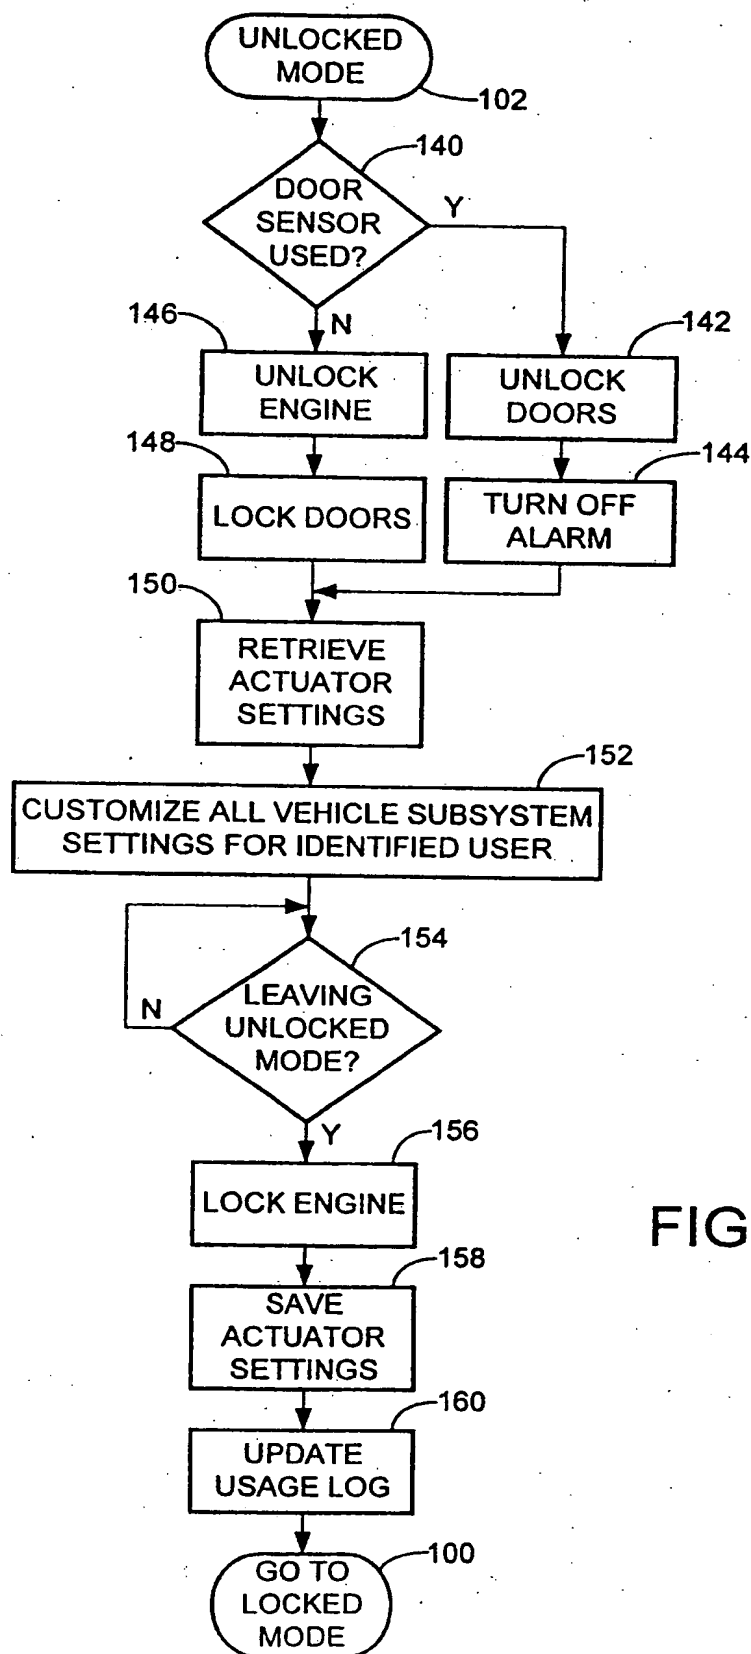 UNLOCKED
MODE
102
140
DOOR
SENSOR
USED?
Y
N
146
UNLOCK
ENGINE
142
UNLOCK
DOORS
148
LOCK DOORS
144
TURN OFF
ALARM
150
RETRIEVE
ACTUATOR
SETTINGS
152
CUSTOMIZE ALL VEHICLE SUBSYSTEM
SETTINGS FOR IDENTIFIED USER
154
LEAVING
UNLOCKED
MODE?
N
Y
156
LOCK ENGINE
FIG
158
SAVE
ACTUATOR
SETTINGS
160
UPDATE
USAGE LOG
100
GO TO
LOCKED
MODE